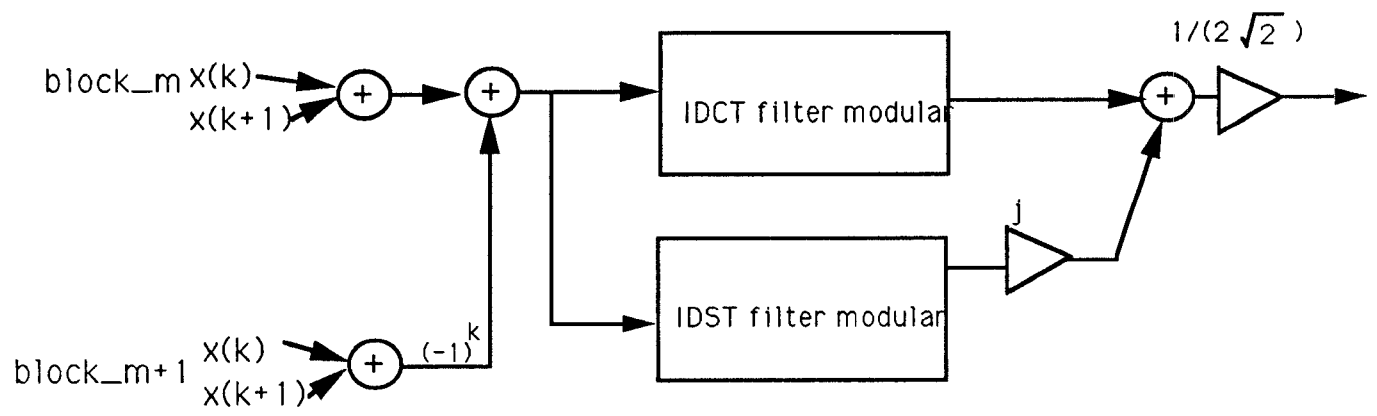 1/(2 √2 )
block_m x(k)
x(k+1)
+
+
+
IDCT filter modular
j
IDST filter modular
block_m+1 x(k)
x(k+1)
+
(-1)^k